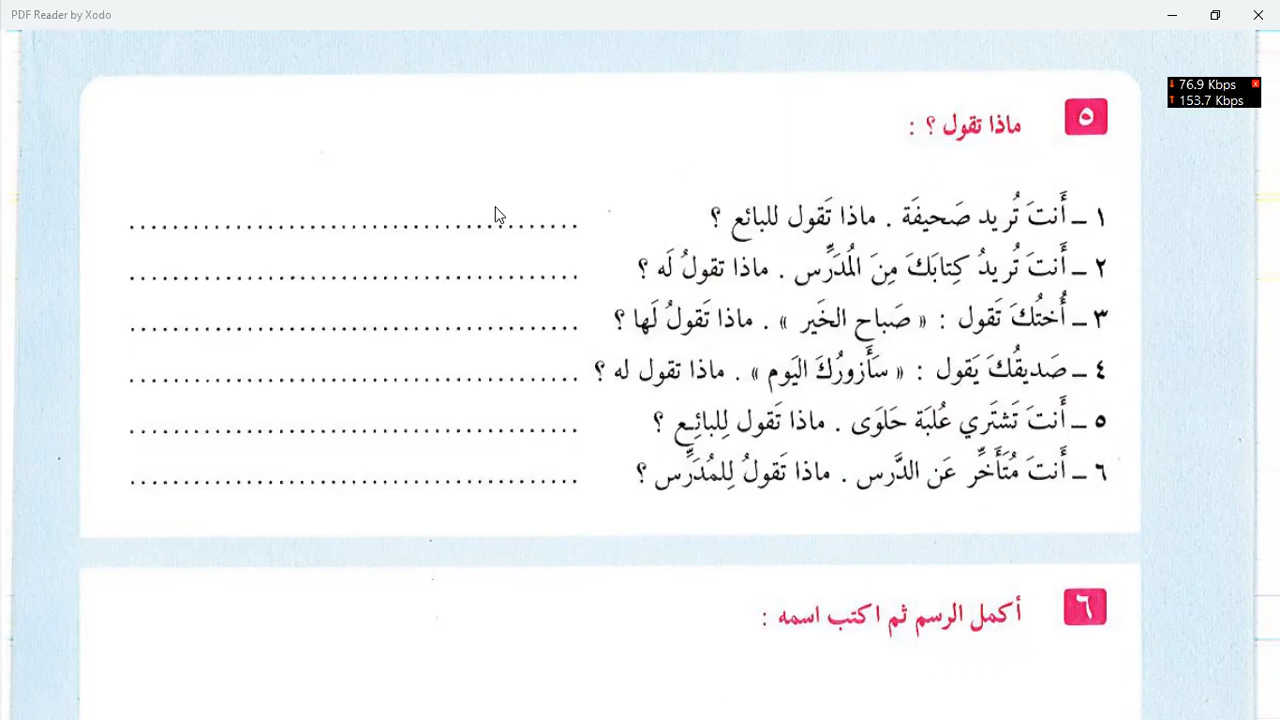 PDF Reader by Xodo
76.9 Kbps
153.7 Kbps
٥ ماذا تقول ؟ :
١ ـ أَنتَ تُريد صَحيفَة . ماذا تَقول للبائع ؟ ........................................
٢ ـ أَنتَ تُريدُ كِتابَكَ مِنَ المُدَرِّس . ماذا تقولُ لَه ؟ ........................................
٣ ـ أُختُكَ تَقول : « صَباح الخَير » . ماذا تَقولُ لَها ؟ ........................................
٤ ـ صَديقُكَ يَقول : « سَأَزورُكَ اليَوم » . ماذا تقول له ؟ ........................................
٥ ـ أَنتَ تَشتَري عُلبَة حَلوَى . ماذا تَقول لِلبائِع ؟ ........................................
٦ ـ أَنتَ مُتَأَخِّر عَن الدَّرس . ماذا تَقولُ لِلمُدَرِّس ؟ ........................................
٦ أكمل الرسم ثم اكتب اسمه :